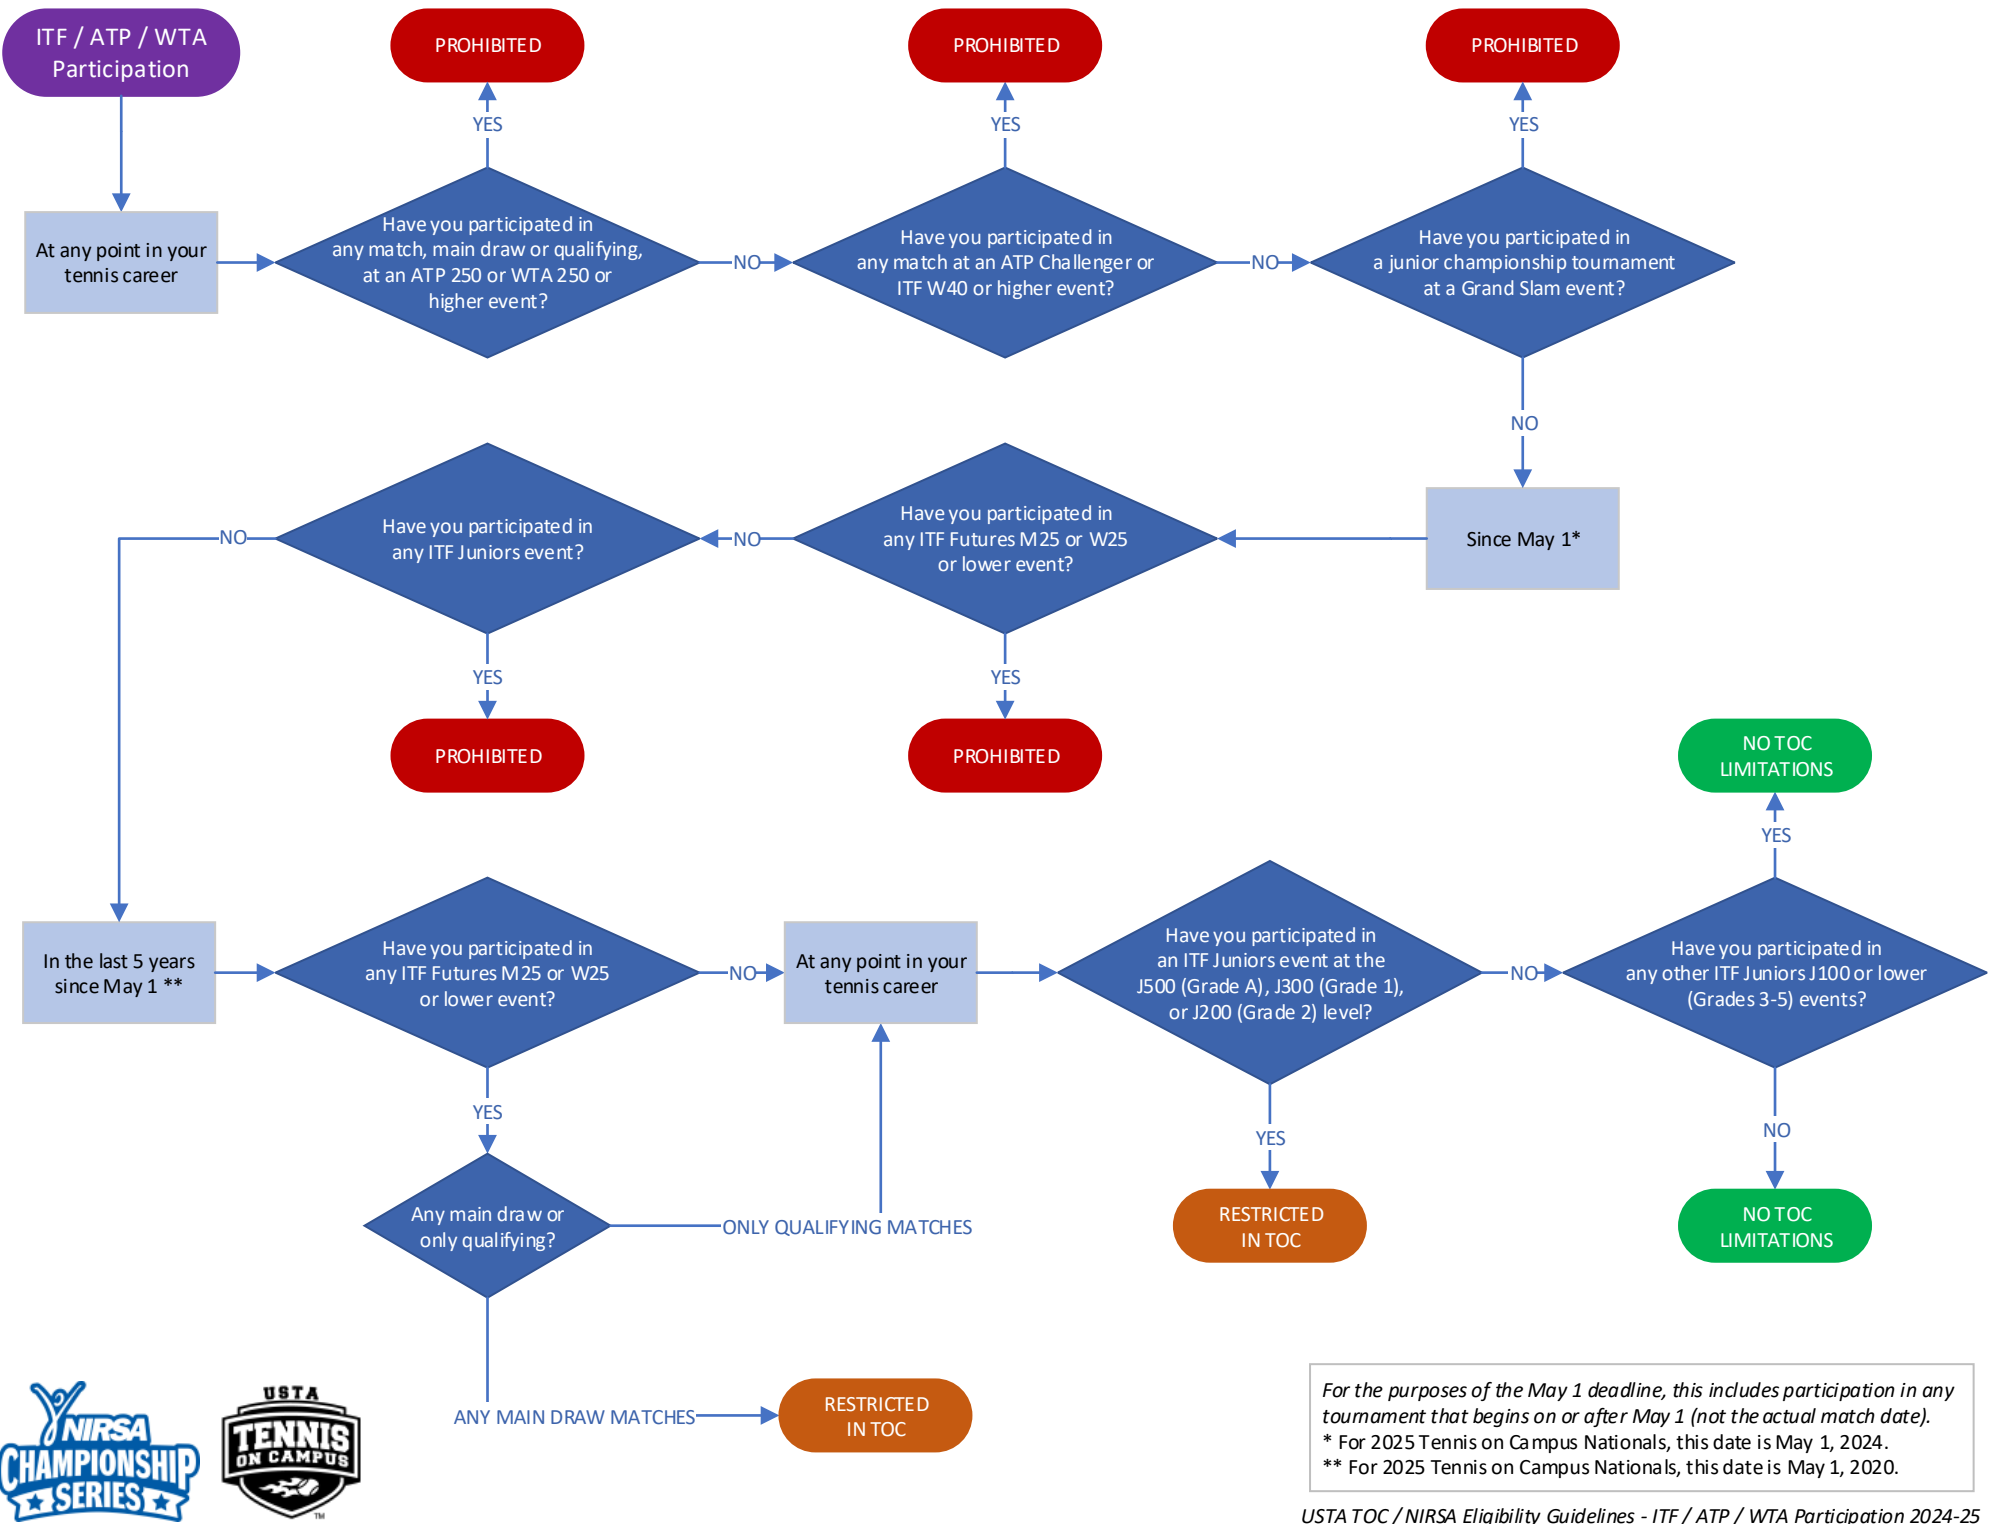 ITF / ATP / WTA
Participation
PROHIBITED
PROHIBITED
PROHIBITED
YES
YES
YES
At any point in your
tennis career
Have you participated in
any match, main draw or qualifying,
at an ATP 250 or WTA 250 or
higher event?
NO
Have you participated in
any match at an ATP Challenger or
ITF W40 or higher event?
NO
Have you participated in
a junior championship tournament
at a Grand Slam event?
NO
Since May 1*
Have you participated in
any ITF Futures M25 or W25
or lower event?
NO
Have you participated in
any ITF Juniors event?
NO
YES
YES
PROHIBITED
PROHIBITED
NO TOC
LIMITATIONS
YES
In the last 5 years
since May 1 **
Have you participated in
any ITF Futures M25 or W25
or lower event?
NO
At any point in your
tennis career
Have you participated in
an ITF Juniors event at the
J500 (Grade A), J300 (Grade 1),
or J200 (Grade 2) level?
NO
Have you participated in
any other ITF Juniors J100 or lower
(Grades 3-5) events?
YES
YES
NO
Any main draw or
only qualifying?
ONLY QUALIFYING MATCHES
RESTRICTED
IN TOC
NO TOC
LIMITATIONS
ANY MAIN DRAW MATCHES
RESTRICTED
IN TOC
NIRSA
CHAMPIONSHIP
SERIES
USTA
TENNIS
ON CAMPUS
TM
For the purposes of the May 1 deadline, this includes participation in any
tournament that begins on or after May 1 (not the actual match date).
* For 2025 Tennis on Campus Nationals, this date is May 1, 2024.
** For 2025 Tennis on Campus Nationals, this date is May 1, 2020.
USTA TOC / NIRSA Eligibility Guidelines - ITF / ATP / WTA Participation 2024-25